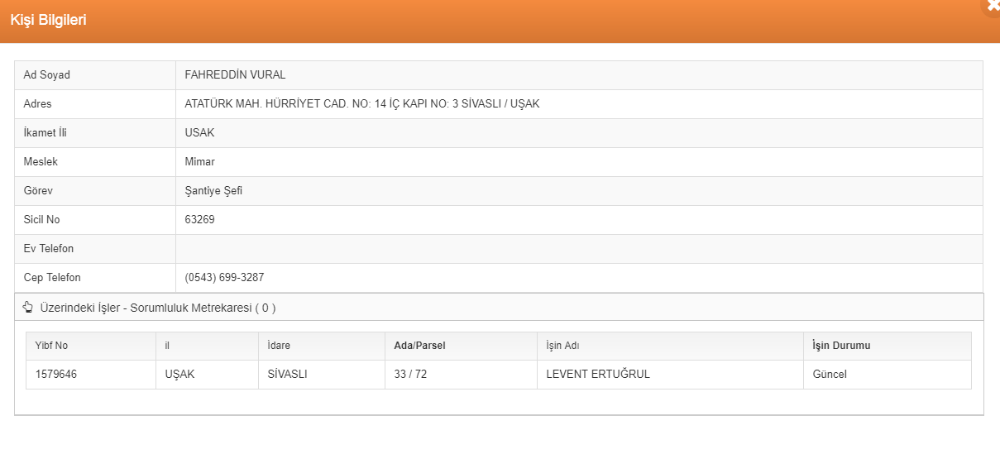 Kişi Bilgileri
Ad Soyad FAHREDDİN VURAL
Adres ATATÜRK MAH. HÜRRİYET CAD. NO: 14 İÇ KAPI NO: 3 SİVASLI / UŞAK
İkamet İli USAK
Meslek Mimar
Görev Şantiye Şefi
Sicil No 63269
Ev Telefon
Cep Telefon (0543) 699-3287
Üzerindeki İşler - Sorumluluk Metrekaresi ( 0 )
Yibf No il İdare Ada/Parsel İşin Adı İşin Durumu
1579646 UŞAK SİVASLI 33 / 72 LEVENT ERTUĞRUL Güncel